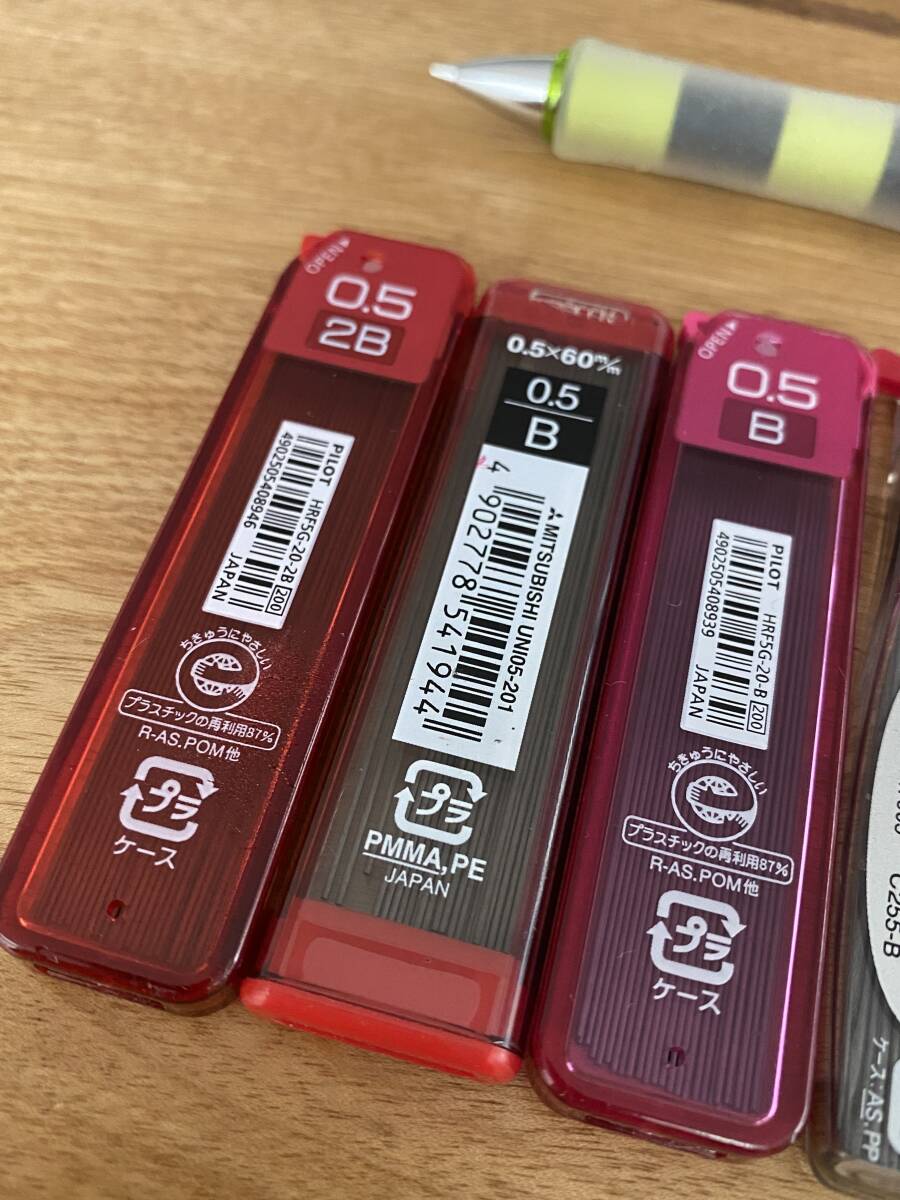 OPEN
0.5
2B
PILOT HRF5G-20-2B 200
4902505408946 JAPAN
ちきゅうにやさしい
プラスチックの再利用87%
R-AS.POM他
プラ
ケース
0.5×60m/m
0.5
B
MITSUBISHI UNI05-201
4 902778 541944
プラ
PMMA,PE
JAPAN
OPEN
0.5
B
PILOT HRF5G-20-B 200
4902505408939 JAPAN
ちきゅうにやさしい
プラスチックの再利用87%
R-AS.POM他
プラ
ケース
C255-B
ケース:AS.PP